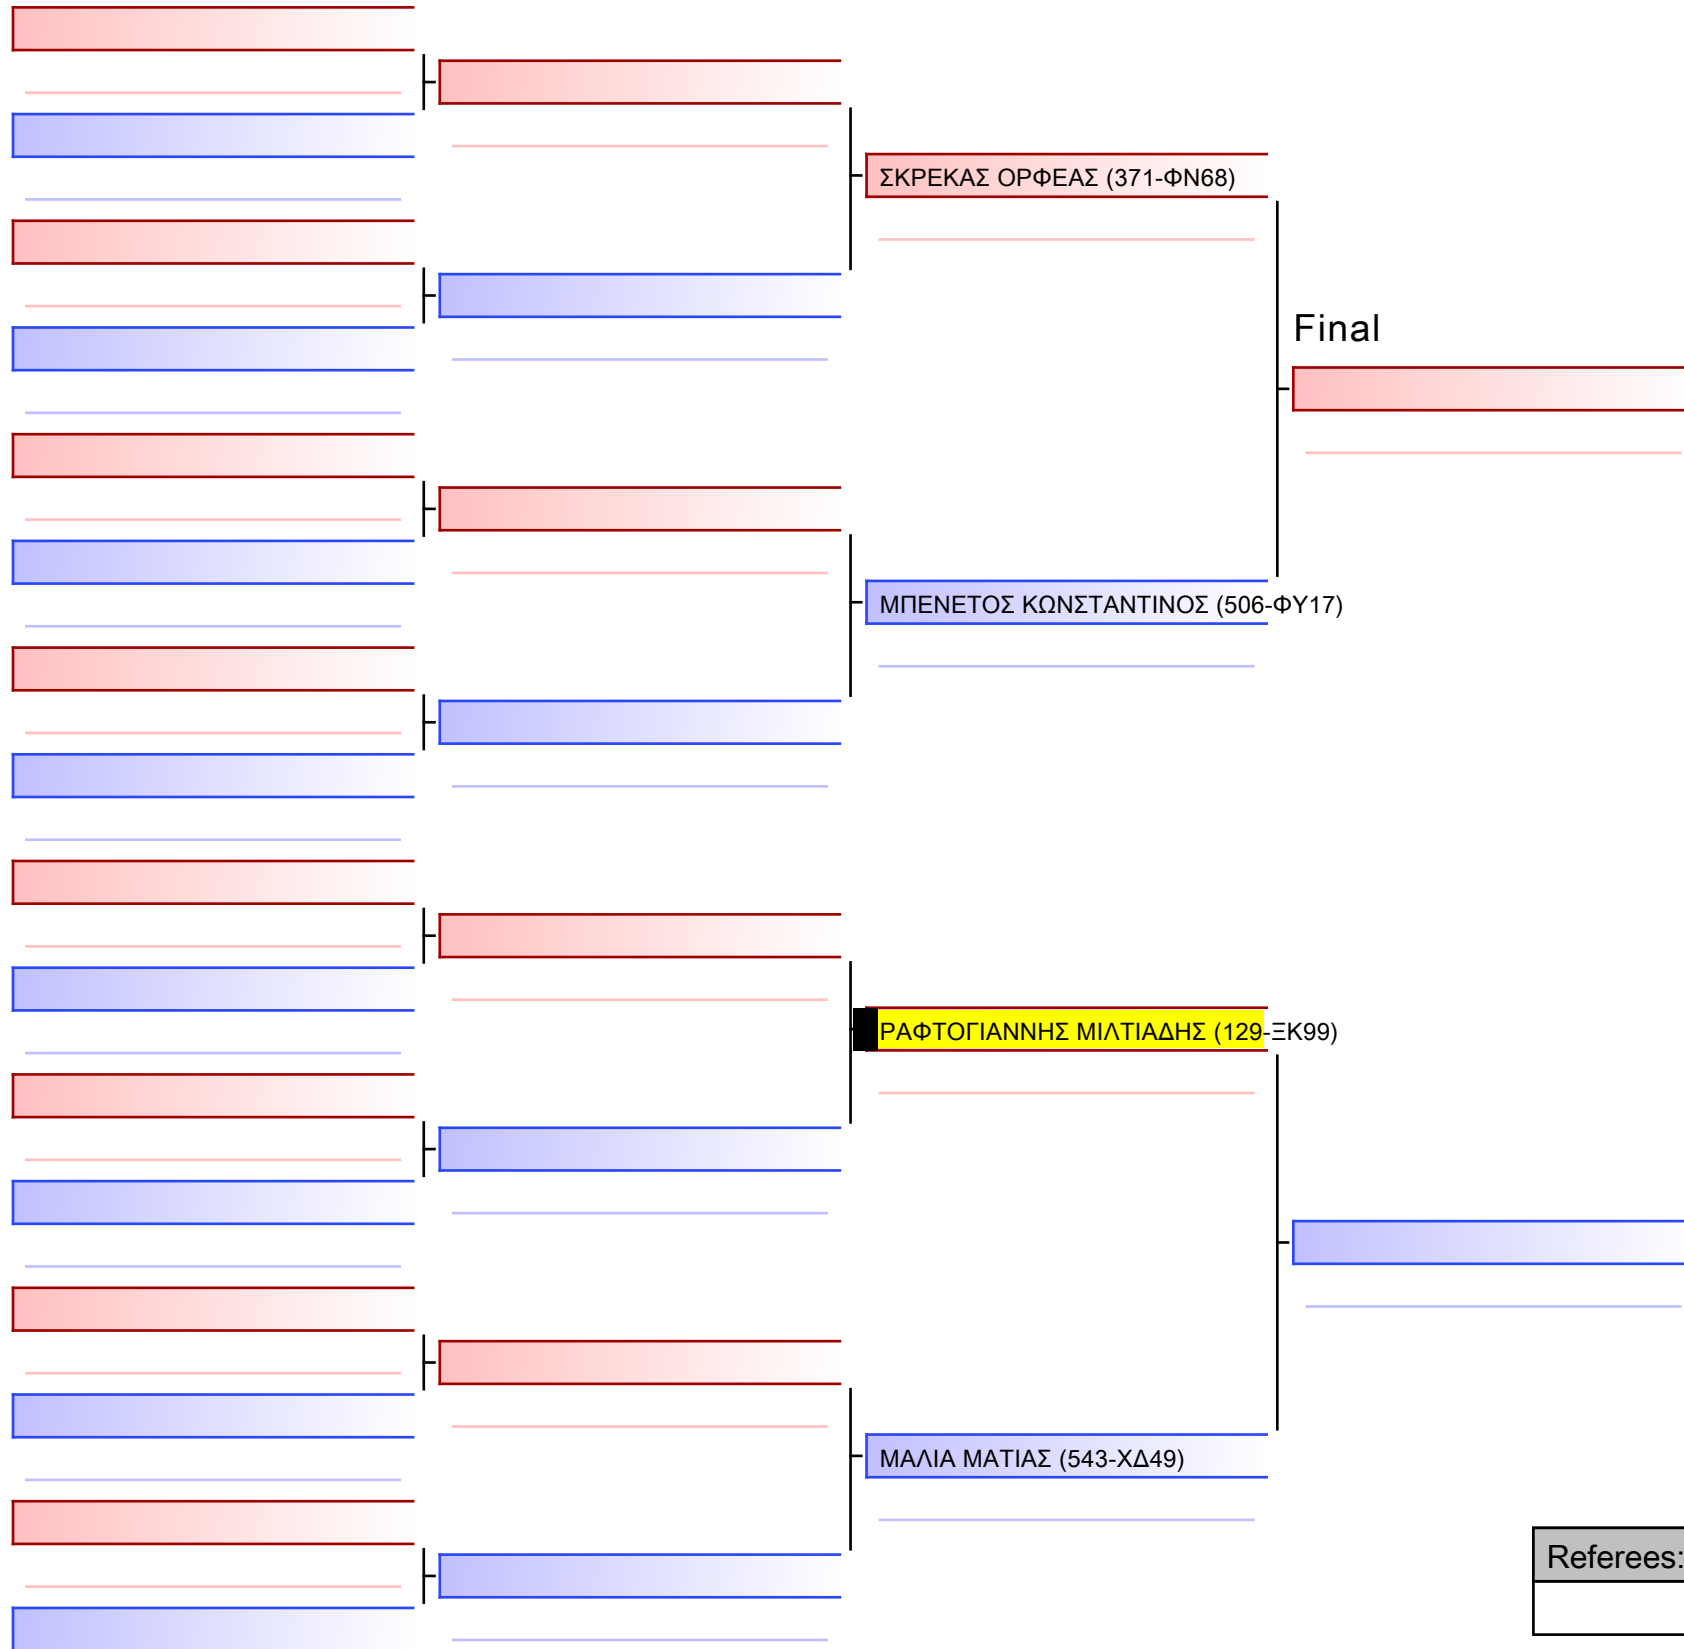 ΣΚΡΕΚΑΣ ΟΡΦΕΑΣ (371-ΦΝ68)
Final
ΜΠΕΝΕΤΟΣ ΚΩΝΣΤΑΝΤΙΝΟΣ (506-ΦΥ17)
ΡΑΦΤΟΓΙΑΝΝΗΣ ΜΙΛΤΙΑΔΗΣ (129-ΞΚ99)
ΜΑΛΙΑ ΜΑΤΙΑΣ (543-ΧΔ49)
Referees: